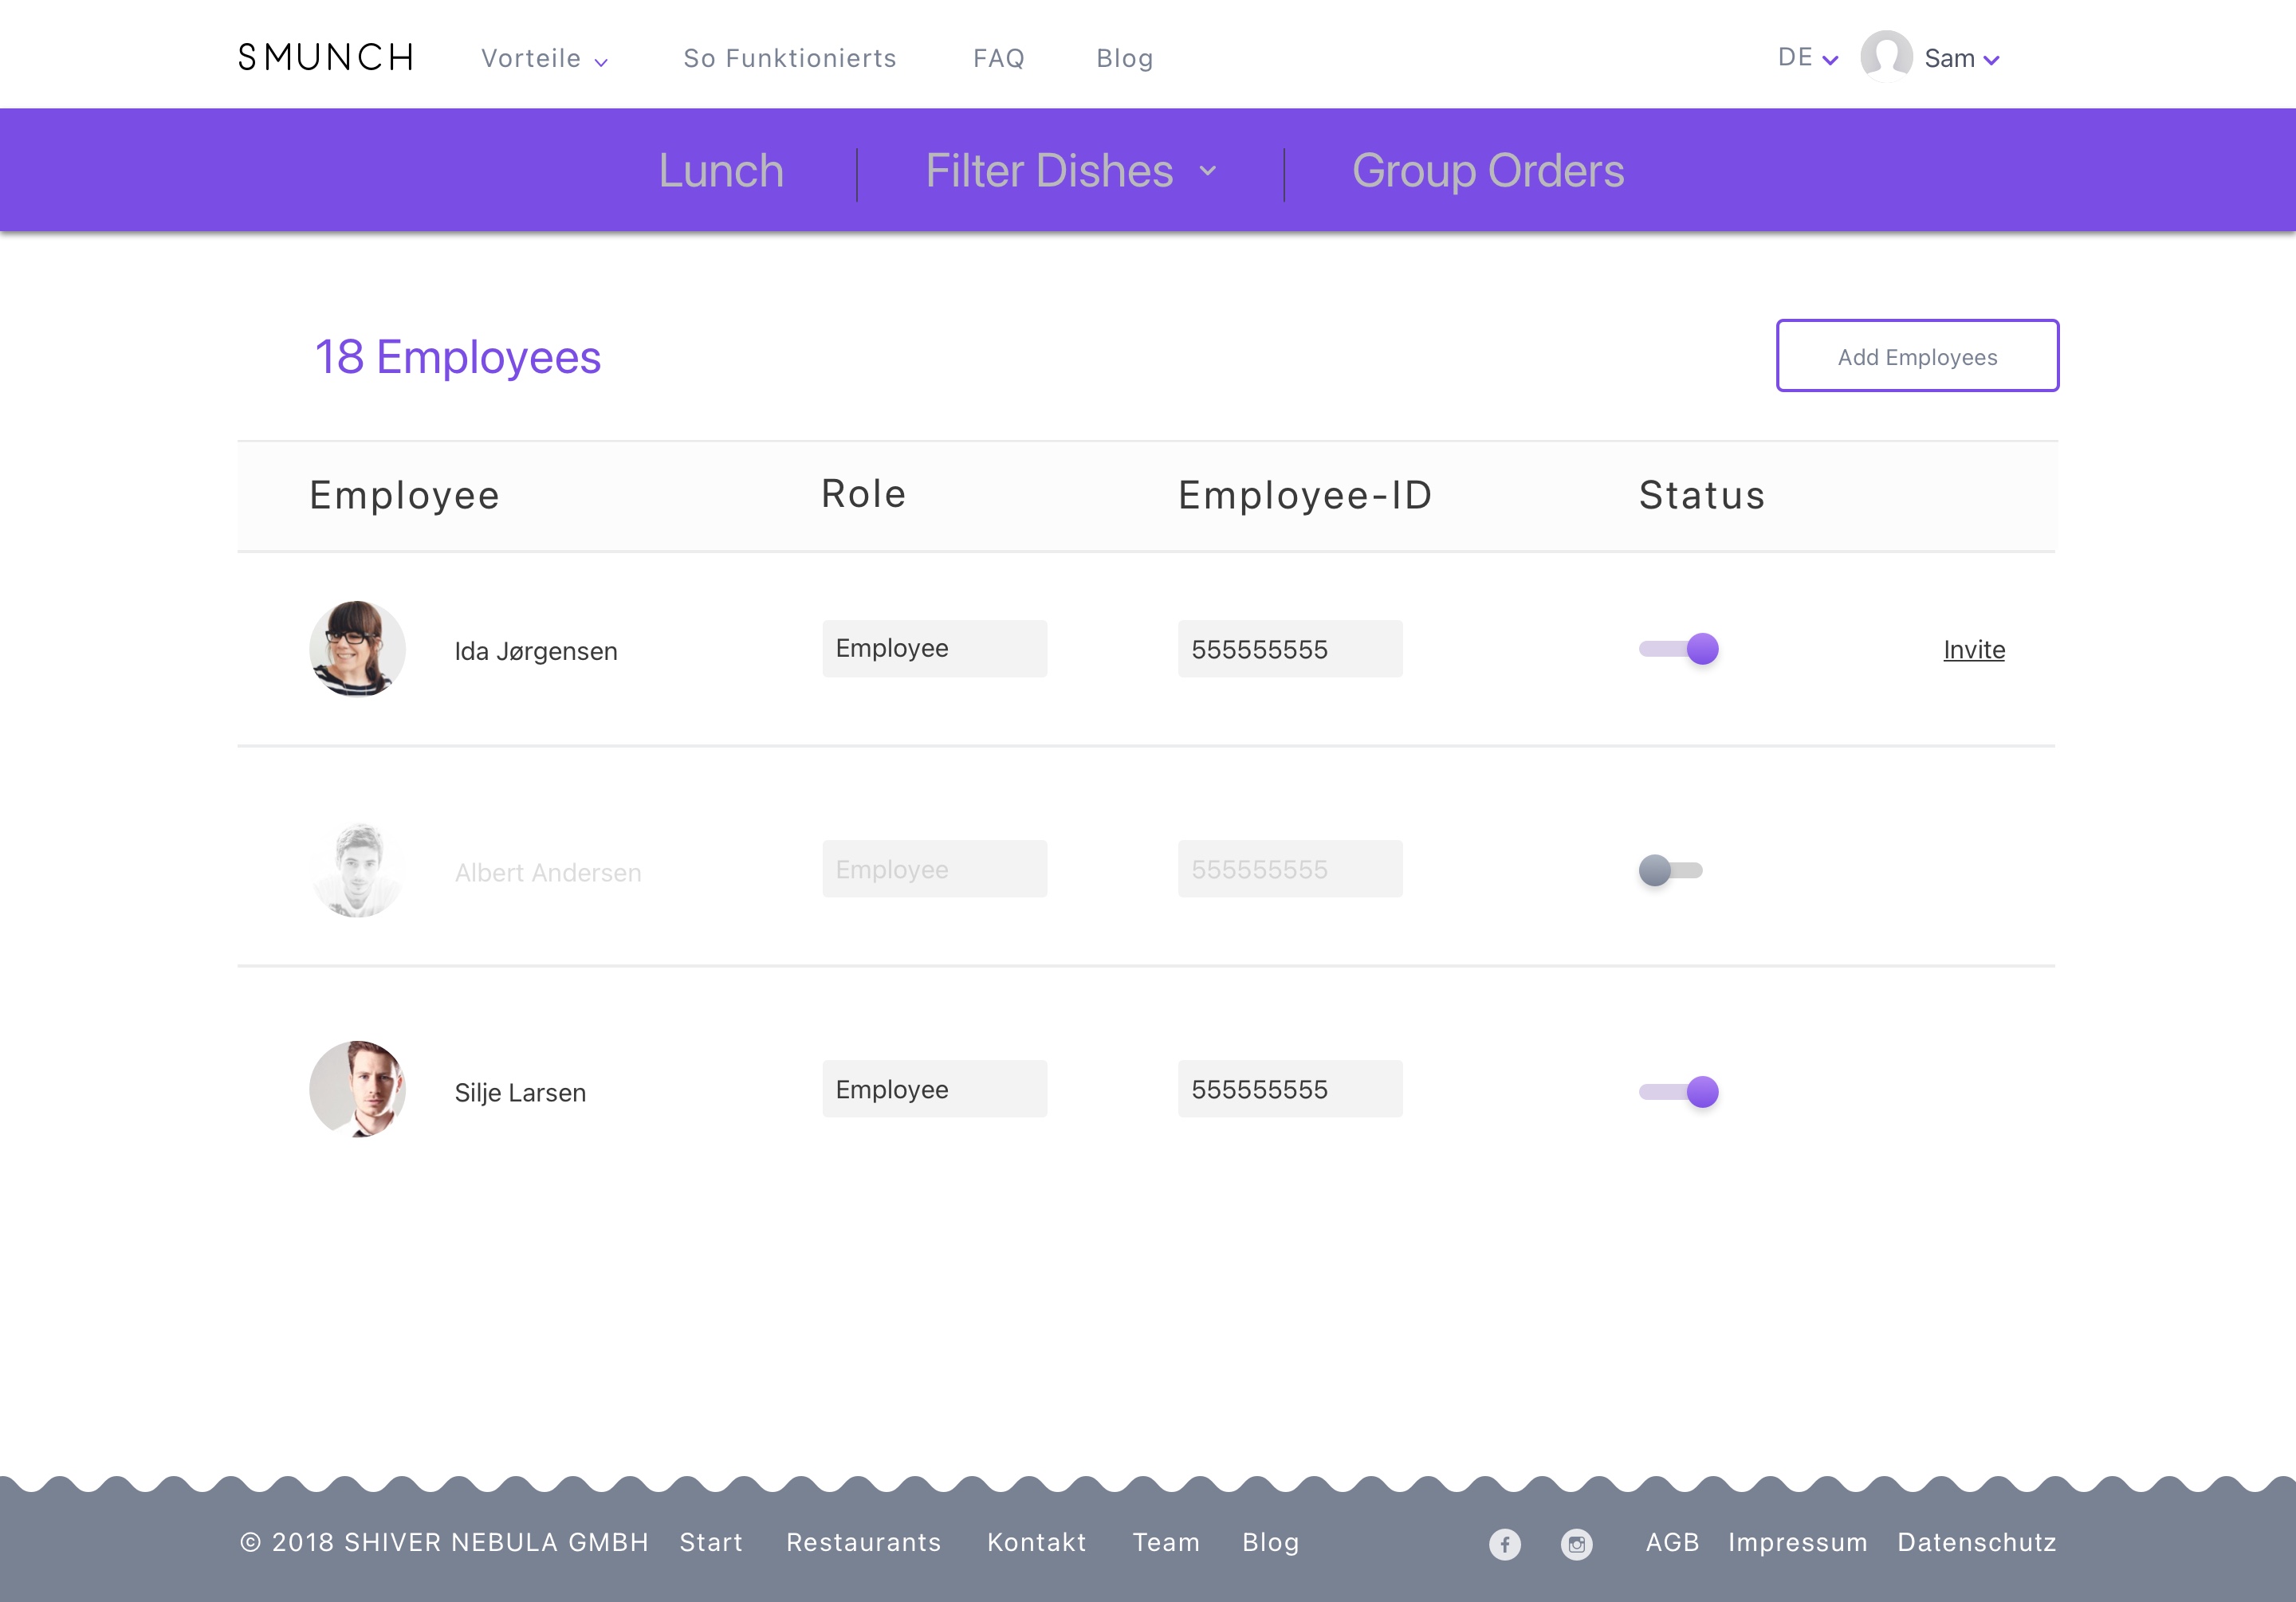 SMUNCH Vorteile So Funktionierts FAQ Blog DE Sam
Lunch Filter Dishes Group Orders
18 Employees Add Employees
Employee Role Employee-ID Status
Ida Jørgensen Employee 555555555 Invite
Albert Andersen Employee 555555555
Silje Larsen Employee 555555555
© 2018 SHIVER NEBULA GMBH Start Restaurants Kontakt Team Blog AGB Impressum Datenschutz